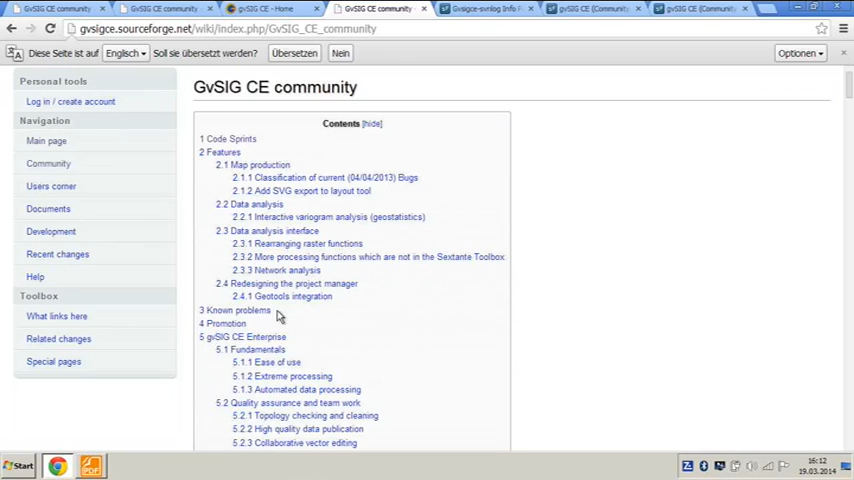 GvSIG CE community
GvSIG CE community
gvSIG CE - Home
GvSIG CE community
Gvsigce-svnlog Info P
gvSIG CE (Community
gvSIG CE (Communit
gvsigce.sourceforge.net/wiki/index.php/GvSIG_CE_community
Diese Seite ist auf Englisch Soll sie übersetzt werden? Übersetzen Nein Optionen
Personal tools
Log in / create account
Navigation
Main page
Community
Users corner
Documents
Development
Recent changes
Help
Toolbox
What links here
Related changes
Special pages
GvSIG CE community
Contents [hide]
1 Code Sprints
2 Features
2.1 Map production
2.1.1 Classification of current (04/04/2013) Bugs
2.1.2 Add SVG export to layout tool
2.2 Data analysis
2.2.1 Interactive variogram analysis (geostatistics)
2.3 Data analysis interface
2.3.1 Rearranging raster functions
2.3.2 More processing functions which are not in the Sextante Toolbox
2.3.3 Network analysis
2.4 Redesigning the project manager
2.4.1 Geotools integration
3 Known problems
4 Promotion
5 gvSIG CE Enterprise
5.1 Fundamentals
5.1.1 Ease of use
5.1.2 Extreme processing
5.1.3 Automated data processing
5.2 Quality assurance and team work
5.2.1 Topology checking and cleaning
5.2.2 High quality data publication
5.2.3 Collaborative vector editing
Start
PDF
16:12
19.03.2014